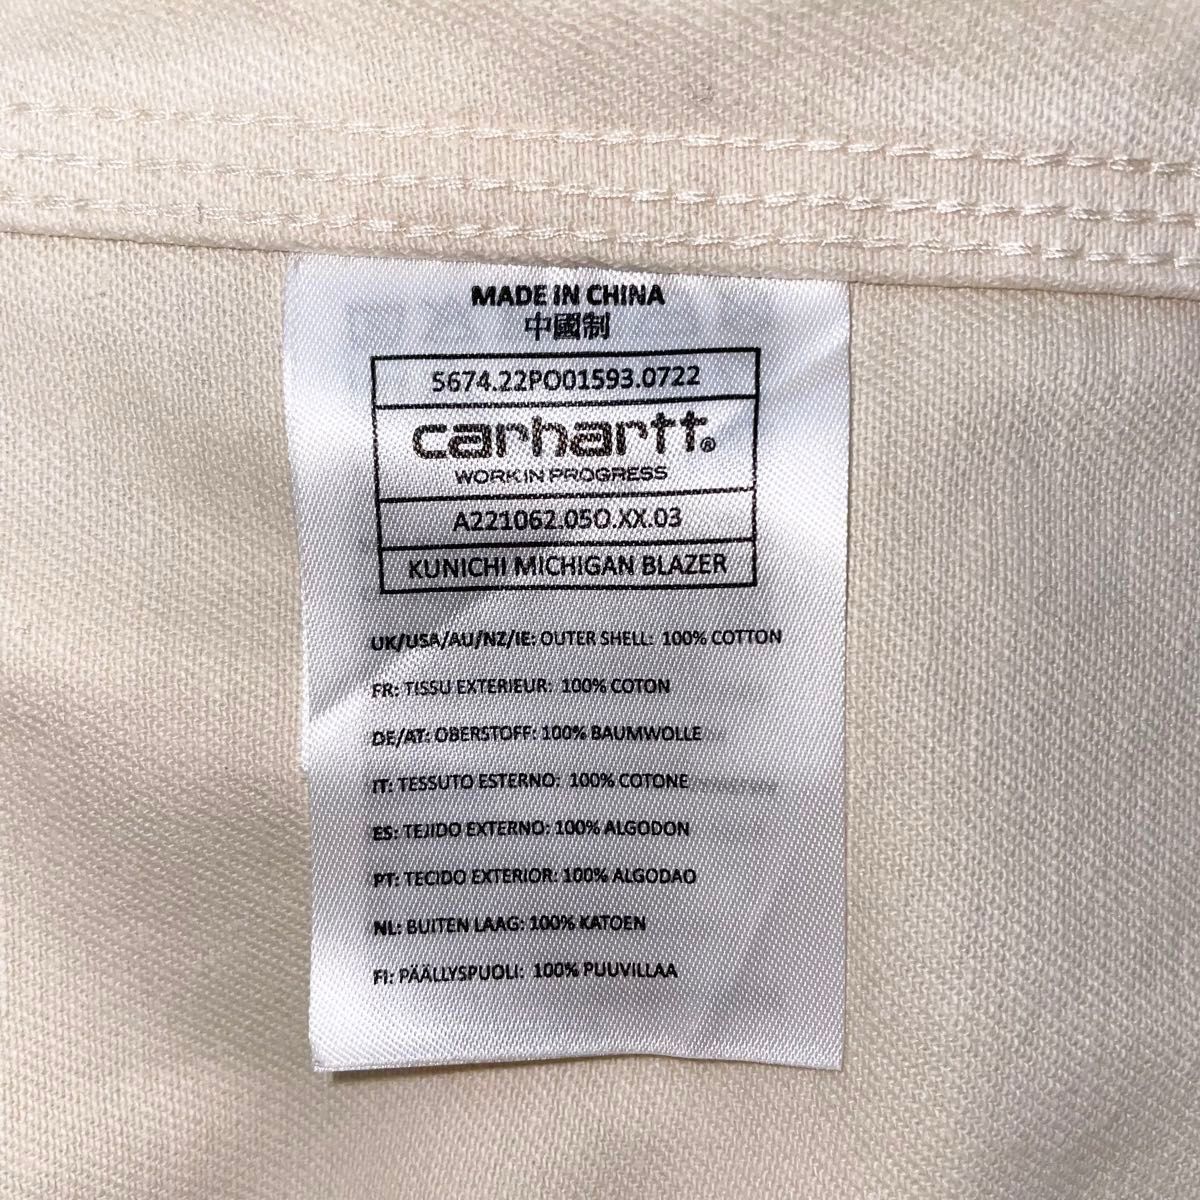 MADE IN CHINA
中國制
5674.22PO01593.0722
carhartt®
WORK IN PROGRESS
A221062.05O.XX.03
KUNICHI MICHIGAN BLAZER
UK/USA/AU/NZ/IE: OUTER SHELL: 100% COTTON
FR: TISSU EXTERIEUR: 100% COTON
DE/AT: OBERSTOFF: 100% BAUMWOLLE
IT: TESSUTO ESTERNO: 100% COTONE
ES: TEJIDO EXTERNO: 100% ALGODON
PT: TECIDO EXTERIOR: 100% ALGODAO
NL: BUITEN LAAG: 100% KATOEN
FI: PÄÄLLYSPUOLI: 100% PUUVILLAA